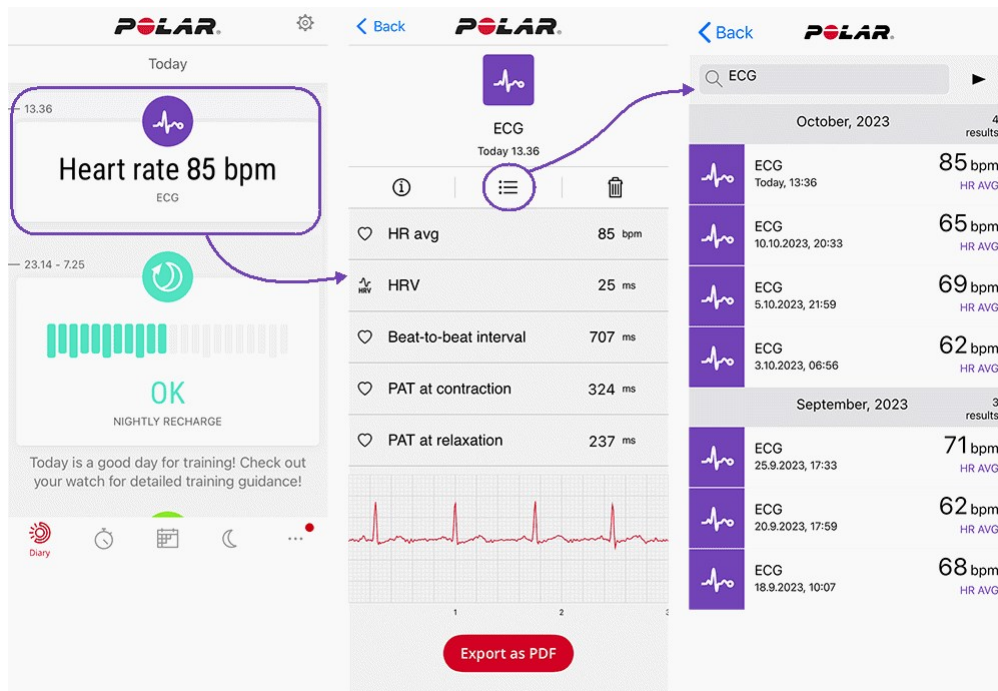 POLAR.
Today
13.36
Heart rate 85 bpm
ECG
23.14 - 7.25
OK
NIGHTLY RECHARGE
Today is a good day for training! Check out
your watch for detailed training guidance!
Diary
Back
POLAR.
ECG
Today 13.36
HR avg 85 bpm
HRV HRV 25 ms
Beat-to-beat interval 707 ms
PAT at contraction 324 ms
PAT at relaxation 237 ms
1 2 3
Export as PDF
Back
POLAR.
ECG
October, 2023 4
results
ECG 85 bpm
Today, 13:36 HR AVG
ECG 65 bpm
10.10.2023, 20:33 HR AVG
ECG 69 bpm
5.10.2023, 21:59 HR AVG
ECG 62 bpm
3.10.2023, 06:56 HR AVG
September, 2023 3
results
ECG 71 bpm
25.9.2023, 17:33 HR AVG
ECG 62 bpm
20.9.2023, 17:59 HR AVG
ECG 68 bpm
18.9.2023, 10:07 HR AVG